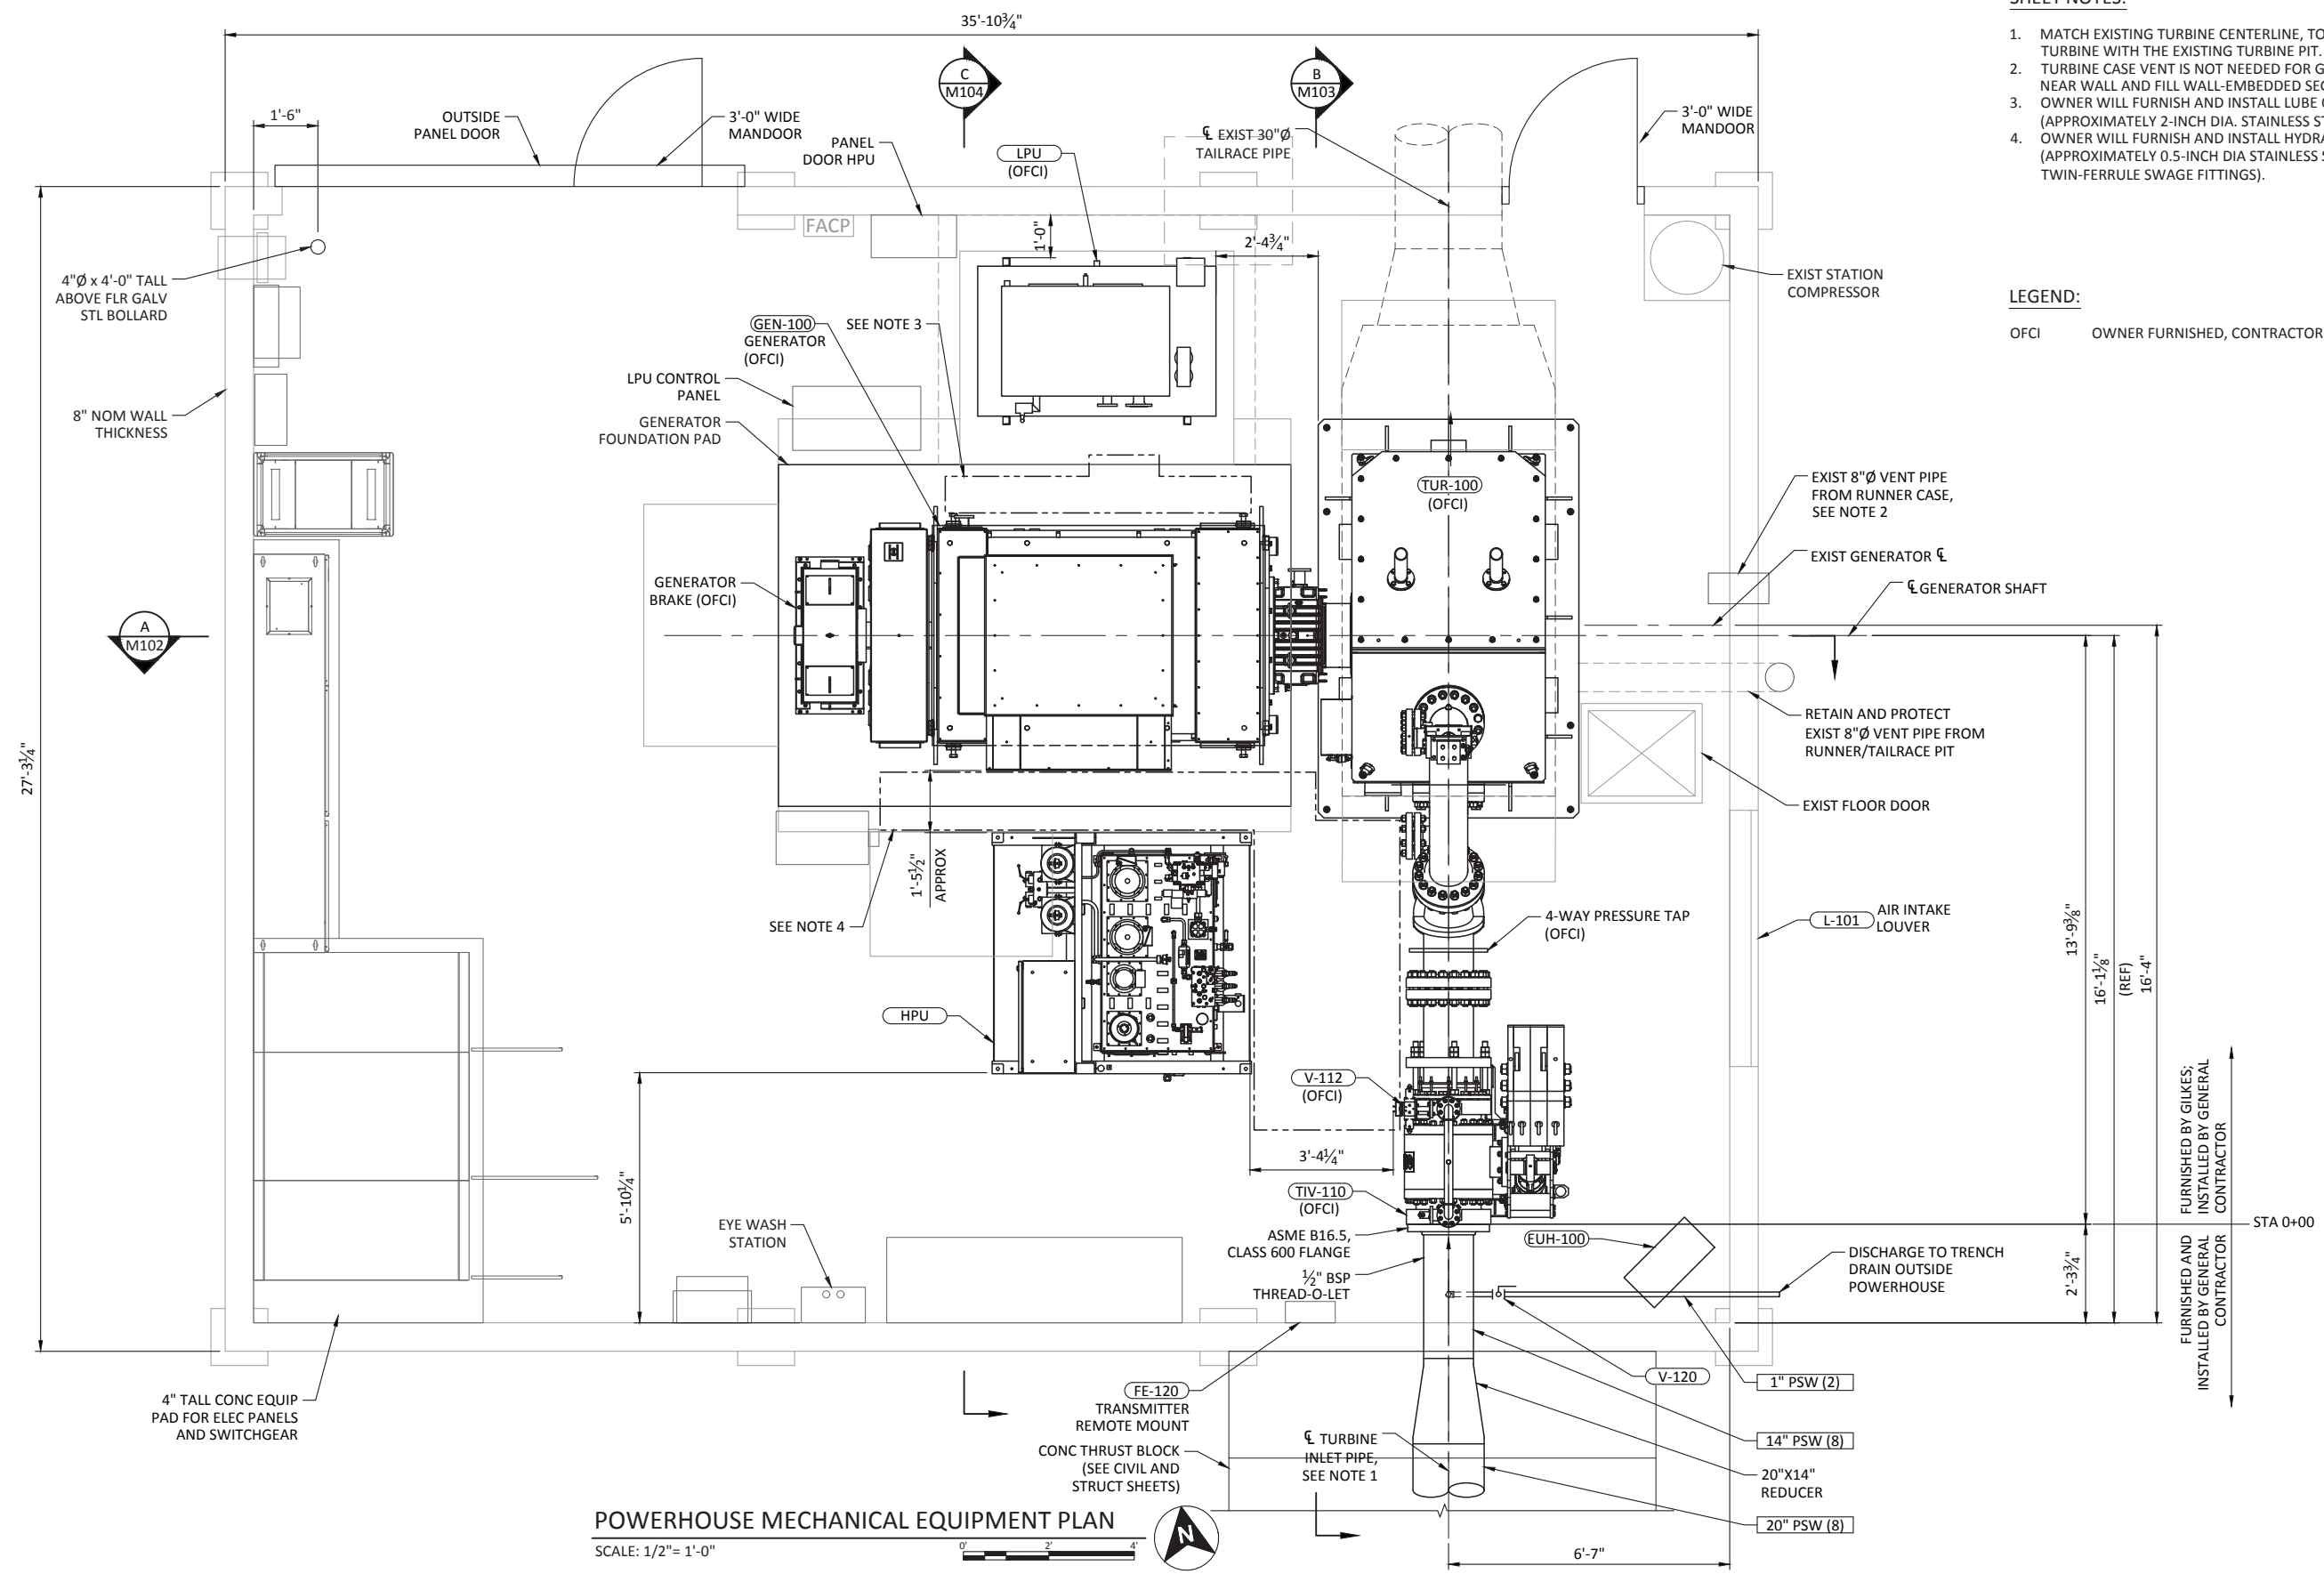 35'-10¾"
SHEET NOTES:
1. MATCH EXISTING TURBINE CENTERLINE, TO
TURBINE WITH THE EXISTING TURBINE PIT.
2. TURBINE CASE VENT IS NOT NEEDED FOR G
NEAR WALL AND FILL WALL-EMBEDDED SE
3. OWNER WILL FURNISH AND INSTALL LUBE
(APPROXIMATELY 2-INCH DIA. STAINLESS ST
4. OWNER WILL FURNISH AND INSTALL HYDRA
(APPROXIMATELY 0.5-INCH DIA STAINLESS
TWIN-FERRULE SWAGE FITTINGS).
LEGEND:
OFCI OWNER FURNISHED, CONTRACTOR
1'-6"
OUTSIDE
PANEL DOOR
3'-0" WIDE
MANDOOR
C
M104
B
M103
PANEL
DOOR HPU
LPU
(OFCI)
℄ EXIST 30"Ø
TAILRACE PIPE
3'-0" WIDE
MANDOOR
FACP
1'-0"
2'-4¾"
4"Ø x 4'-0" TALL
ABOVE FLR GALV
STL BOLLARD
EXIST STATION
COMPRESSOR
GEN-100
GENERATOR
(OFCI)
SEE NOTE 3
LPU CONTROL
PANEL
8" NOM WALL
THICKNESS
GENERATOR
FOUNDATION PAD
TUR-100
(OFCI)
EXIST 8"Ø VENT PIPE
FROM RUNNER CASE,
SEE NOTE 2
EXIST GENERATOR ℄
℄ GENERATOR SHAFT
GENERATOR
BRAKE (OFCI)
A
M102
RETAIN AND PROTECT
EXIST 8"Ø VENT PIPE FROM
RUNNER/TAILRACE PIT
27'-3¼"
EXIST FLOOR DOOR
1'-5½"
APPROX
SEE NOTE 4
4-WAY PRESSURE TAP
(OFCI)
L-101
AIR INTAKE
LOUVER
13'-9⅜"
16'-1⅛"
(REF)
16'-4"
HPU
V-112
(OFCI)
3'-4¼"
5'-10¼"
TIV-110
(OFCI)
EYE WASH
STATION
ASME B16.5,
CLASS 600 FLANGE
½" BSP
THREAD-O-LET
EUH-100
DISCHARGE TO TRENCH
DRAIN OUTSIDE
POWERHOUSE
2'-3¾"
FURNISHED BY GILKES;
INSTALLED BY GENERAL
CONTRACTOR
STA 0+00
FURNISHED AND
INSTALLED BY GENERAL
CONTRACTOR
4" TALL CONC EQUIP
PAD FOR ELEC PANELS
AND SWITCHGEAR
FE-120
TRANSMITTER
REMOTE MOUNT
V-120
1" PSW (2)
CONC THRUST BLOCK
(SEE CIVIL AND
STRUCT SHEETS)
℄ TURBINE
INLET PIPE,
SEE NOTE 1
14" PSW (8)
20"X14"
REDUCER
20" PSW (8)
6'-7"
POWERHOUSE MECHANICAL EQUIPMENT PLAN
SCALE: 1/2"= 1'-0"
0' 2' 4'
N